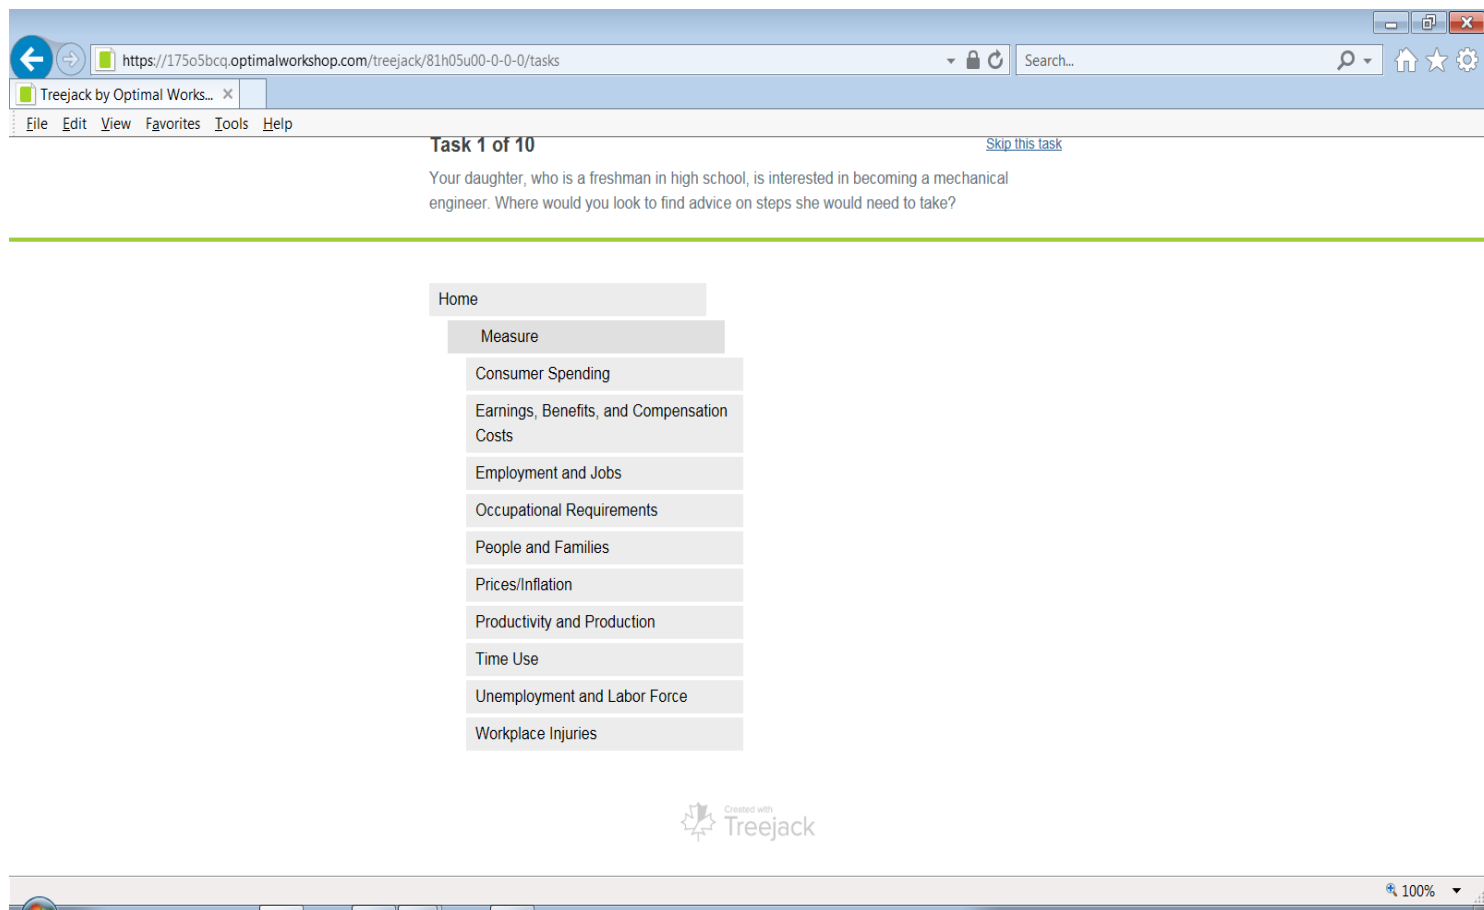 https://175o5bcq.optimalworkshop.com/treejack/81h05u00-0-0-0/tasks
Search...
Treejack by Optimal Works...
File Edit View Favorites Tools Help
Task 1 of 10
Skip this task
Your daughter, who is a freshman in high school, is interested in becoming a mechanical
engineer. Where would you look to find advice on steps she would need to take?
Home
Measure
Consumer Spending
Earnings, Benefits, and Compensation
Costs
Employment and Jobs
Occupational Requirements
People and Families
Prices/Inflation
Productivity and Production
Time Use
Unemployment and Labor Force
Workplace Injuries
Created with
Treejack
100%